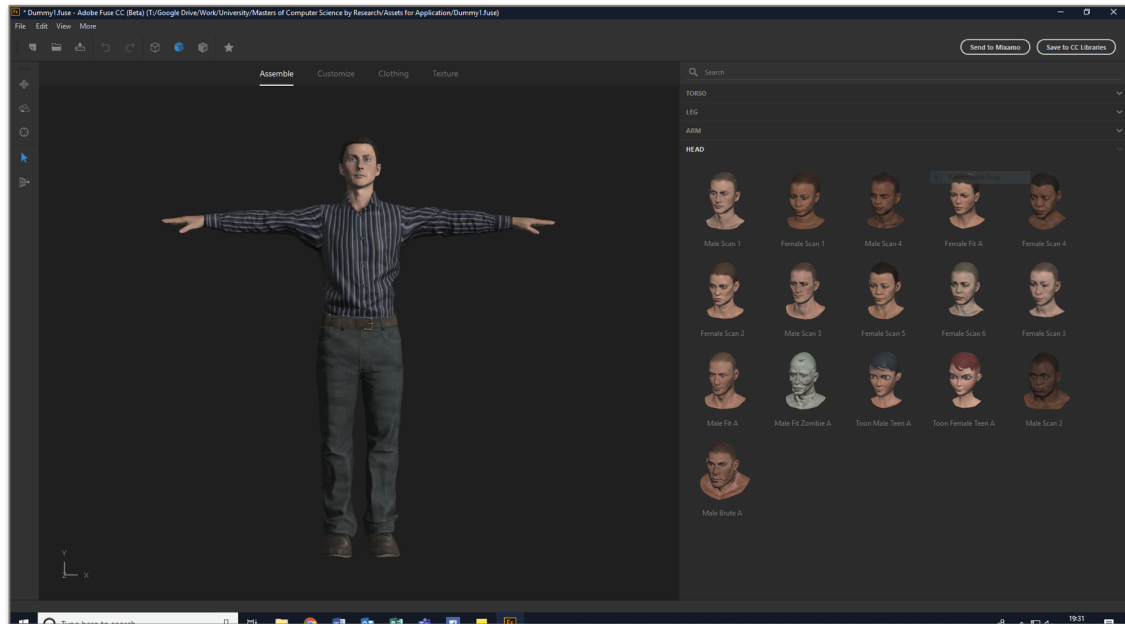 * Dummy1.fuse - Adobe Fuse CC (Beta) (T:/Google Drive/Work/University/Masters of Computer Science by Research/Assets for Application/Dummy1.fuse)
File Edit View More
Send to Mixamo Save to CC Libraries
Assemble Customize Clothing Texture
Search
TORSO
LEG
ARM
HEAD
Male Scan 1 Female Scan 1 Male Scan 4 Female Fit A Female Scan 4
Female Scan 2 Male Scan 3 Female Scan 5 Female Scan 6 Female Scan 3
Male Fit A Male Fit Zombie A Toon Male Teen A Toon Female Teen A Male Scan 2
Male Brute A
Y
Z X
Type here to search
19:31